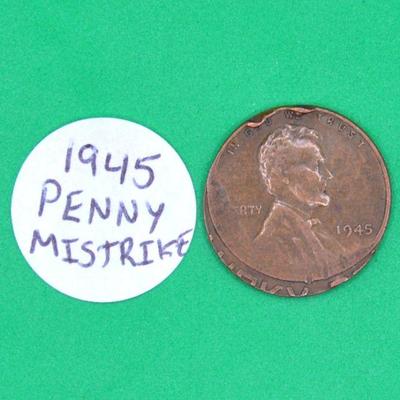 1945
PENNY
MISTRIKE
IN GOD WE TRUST
LIBERTY
1945